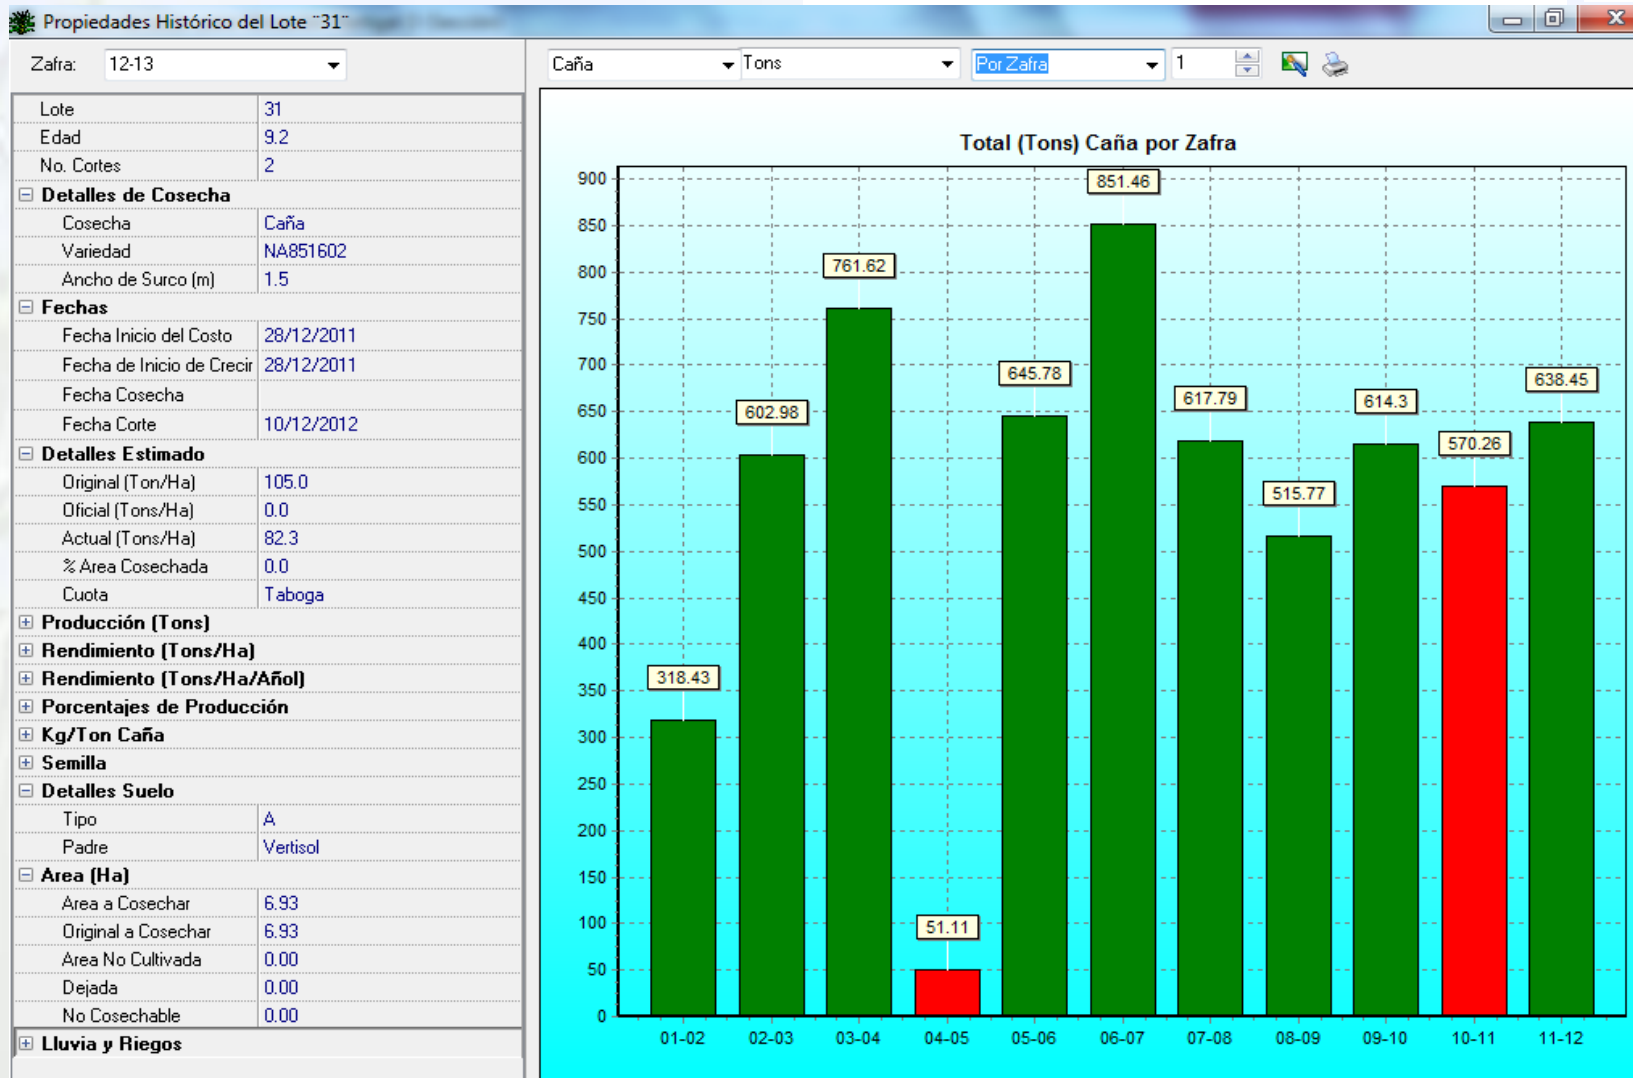 Propiedades Histórico del Lote ¨31¨
Zafra: 12-13
Caña Tons Por Zafra 1
Lote 31
Edad 9.2
No. Cortes 2
Detalles de Cosecha
Cosecha Caña
Variedad NA851602
Ancho de Surco (m) 1.5
Fechas
Fecha Inicio del Costo 28/12/2011
Fecha de Inicio de Crecir 28/12/2011
Fecha Cosecha
Fecha Corte 10/12/2012
Detalles Estimado
Original (Ton/Ha) 105.0
Oficial (Tons/Ha) 0.0
Actual (Tons/Ha) 82.3
% Area Cosechada 0.0
Cuota Taboga
Producción (Tons)
Rendimiento (Tons/Ha)
Rendimiento (Tons/Ha/Añol)
Porcentajes de Producción
Kg/Ton Caña
Semilla
Detalles Suelo
Tipo A
Padre Vertisol
Area (Ha)
Area a Cosechar 6.93
Original a Cosechar 6.93
Area No Cultivada 0.00
Dejada 0.00
No Cosechable 0.00
Lluvia y Riegos
Total (Tons) Caña por Zafra
900
850
800
750
700
650
600
550
500
450
400
350
300
250
200
150
100
50
0
318.43
602.98
761.62
51.11
645.78
851.46
617.79
515.77
614.3
570.26
638.45
01-02 02-03 03-04 04-05 05-06 06-07 07-08 08-09 09-10 10-11 11-12